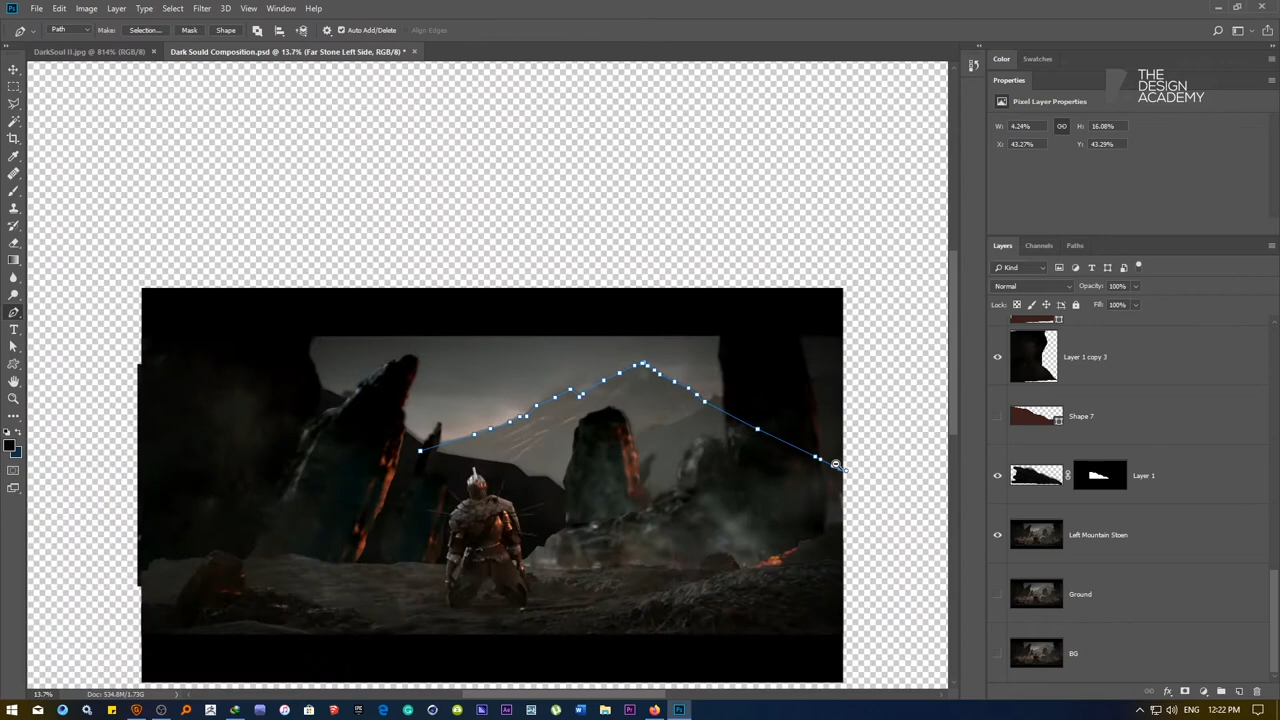 Ps File Edit Image Layer Type Select Filter 3D View Window Help
Path Make: Selection... Mask Shape Auto Add/Delete Align Edges
DarkSoul II.jpg @ 814% (RGB/8) × Dark Sould Composition.psd @ 13.7% (Far Stone Left Side, RGB/8) * ×
Color Swatches
Properties
THE
DESIGN
ACADEMY
Pixel Layer Properties
W: 4.24% H: 16.08%
X: 43.27% Y: 43.29%
Layers Channels Paths
Kind
Normal Opacity: 100%
Lock: Fill: 100%
Layer 1 copy 3
Shape 7
Layer 1
Left Mountain Stoen
Ground
BG
13.7% Doc: 534.8M/1.73G
ENG 12:22 PM